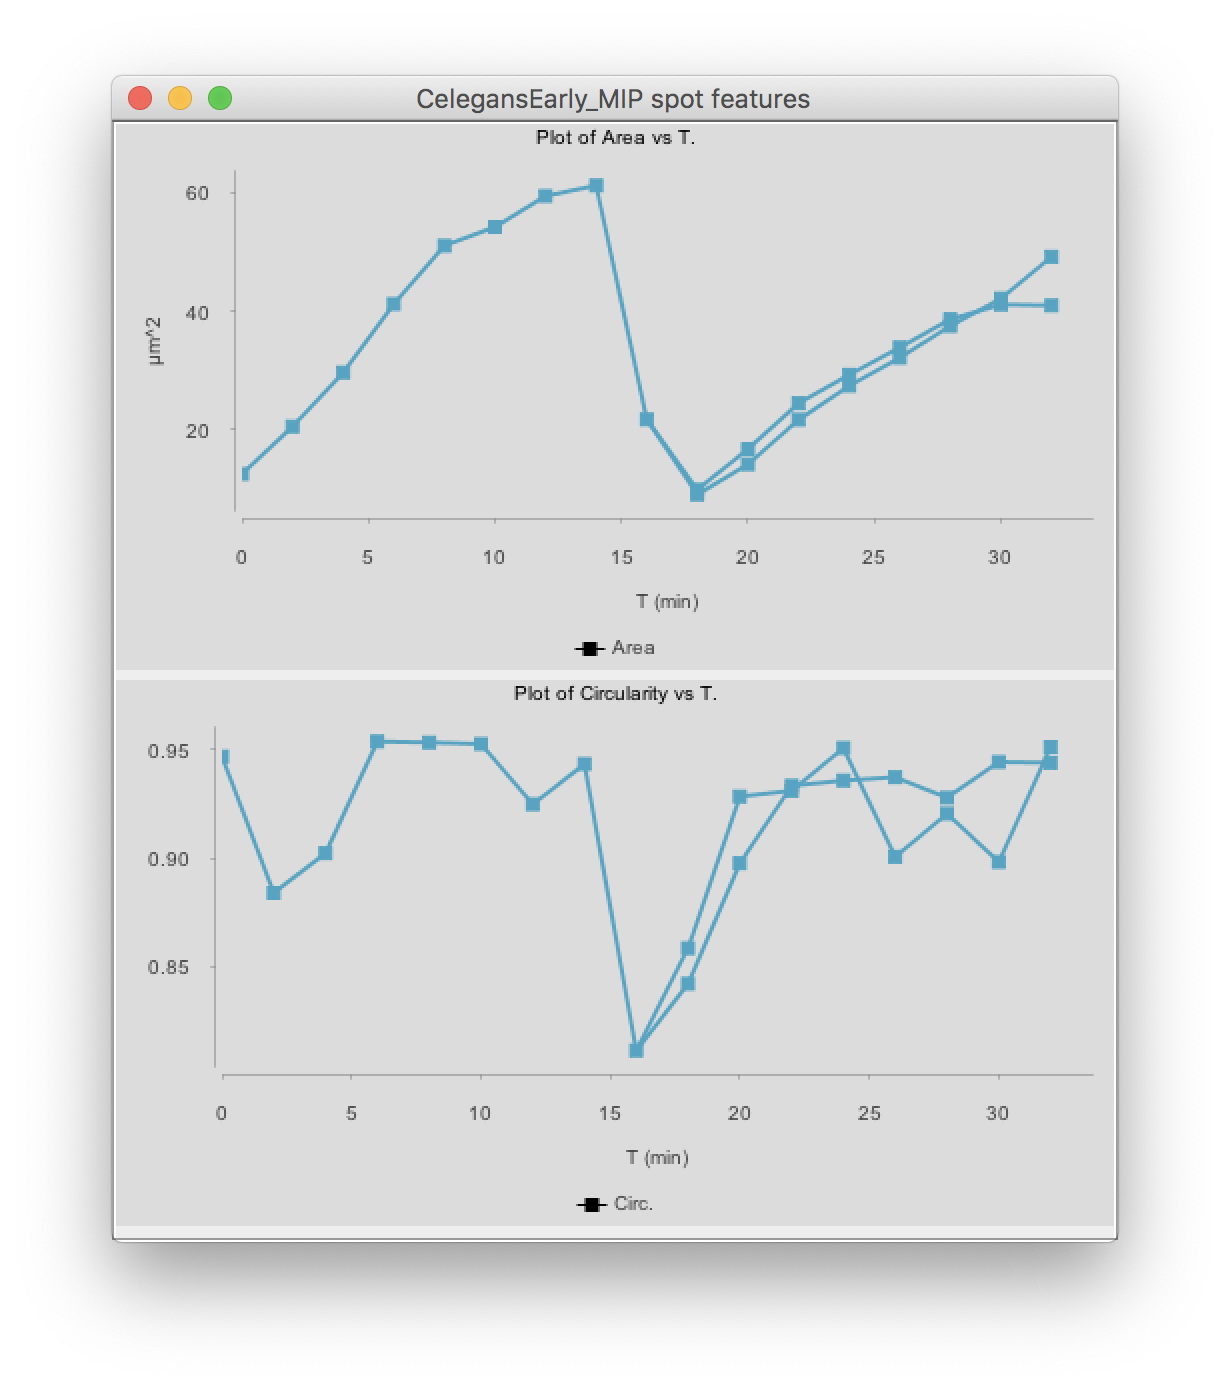 CelegansEarly_MIP spot features
Plot of Area vs T.
60
40
20
µm^2
0 5 10 15 20 25 30
T (min)
Area
Plot of Circularity vs T.
0.95
0.90
0.85
0 5 10 15 20 25 30
T (min)
Circ.